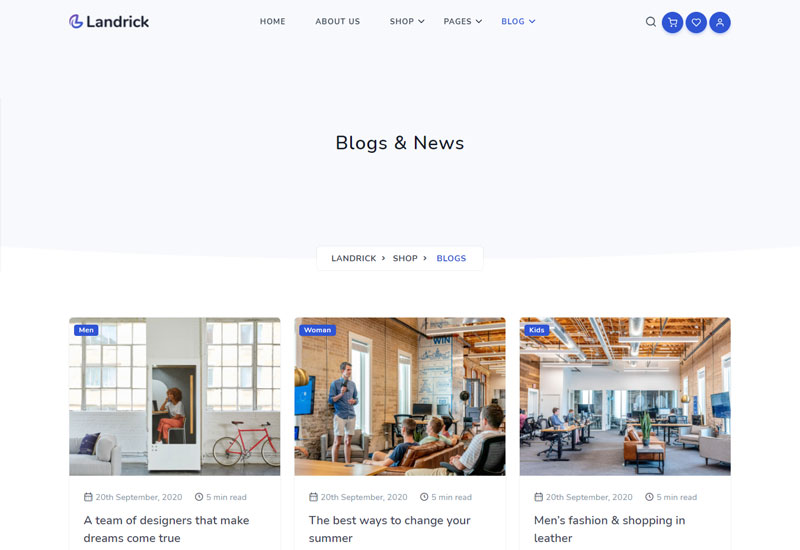 Landrick
HOME ABOUT US SHOP PAGES BLOG
Blogs & News
LANDRICK > SHOP > BLOGS
Men
Woman
Kids
WIN
20th September, 2020 5 min read
A team of designers that make
dreams come true
20th September, 2020 5 min read
The best ways to change your
summer
20th September, 2020 5 min read
Men's fashion & shopping in
leather